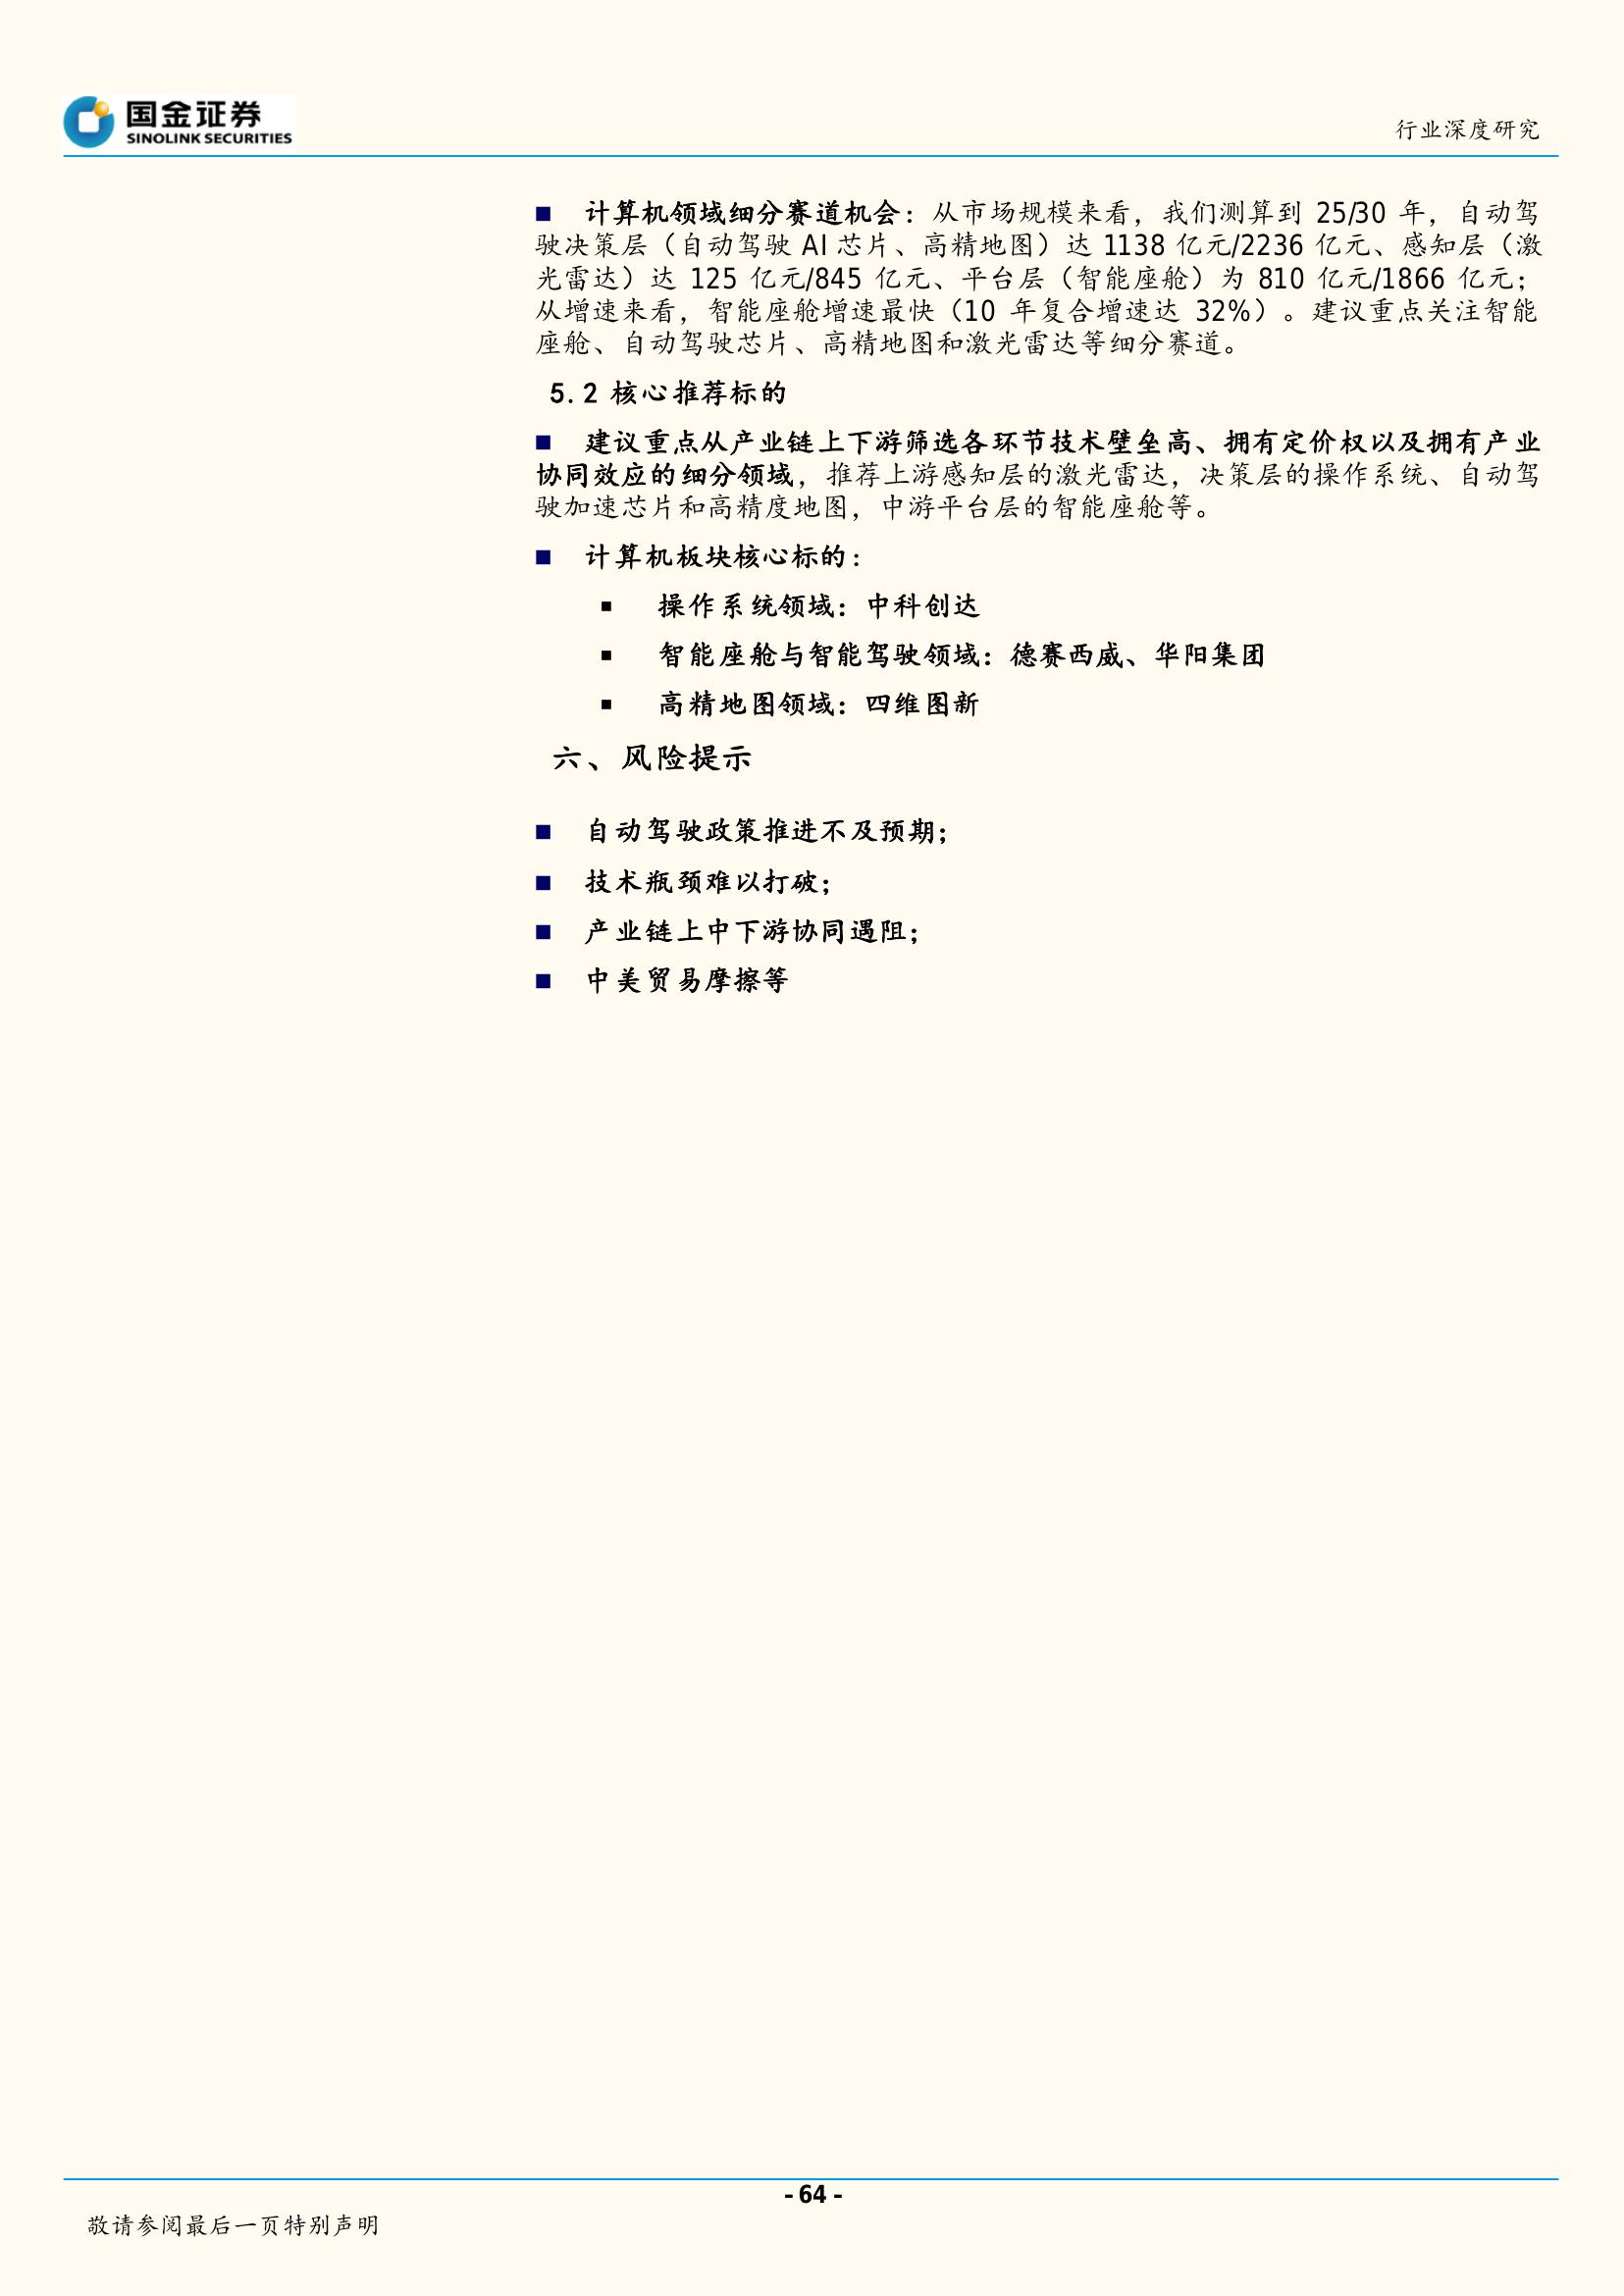 国金证券
SINOLINK SECURITIES
行业深度研究
■ 计算机领域细分赛道机会：从市场规模来看，我们测算到 25/30 年，自动驾
驶决策层（自动驾驶 AI 芯片、高精地图）达 1138 亿元/2236 亿元、感知层（激
光雷达）达 125 亿元/845 亿元、平台层（智能座舱）为 810 亿元/1866 亿元；
从增速来看，智能座舱增速最快（10 年复合增速达 32%）。建议重点关注智能
座舱、自动驾驶芯片、高精地图和激光雷达等细分赛道。
5.2 核心推荐标的
■ 建议重点从产业链上下游筛选各环节技术壁垒高、拥有定价权以及拥有产业
协同效应的细分领域，推荐上游感知层的激光雷达，决策层的操作系统、自动驾
驶加速芯片和高精度地图，中游平台层的智能座舱等。
■ 计算机板块核心标的：
▪ 操作系统领域：中科创达
▪ 智能座舱与智能驾驶领域：德赛西威、华阳集团
▪ 高精地图领域：四维图新
六、风险提示
■ 自动驾驶政策推进不及预期；
■ 技术瓶颈难以打破；
■ 产业链上中下游协同遇阻；
■ 中美贸易摩擦等
- 64 -
敬请参阅最后一页特别声明